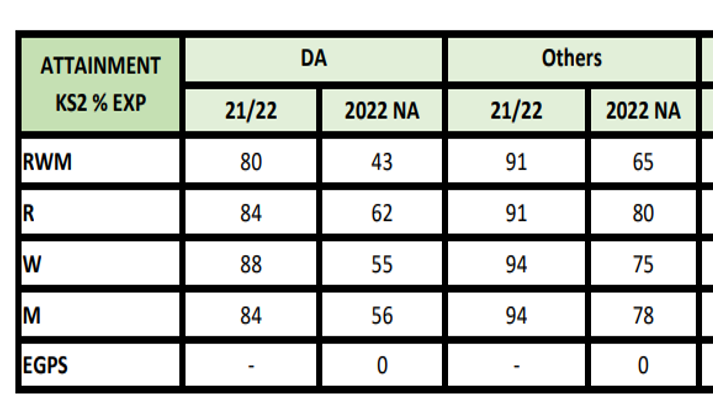 ATTAINMENT
KS2 % EXP
DA
Others
21/22 2022 NA 21/22 2022 NA
RWM 80 43 91 65
R 84 62 91 80
W 88 55 94 75
M 84 56 94 78
EGPS - 0 - 0